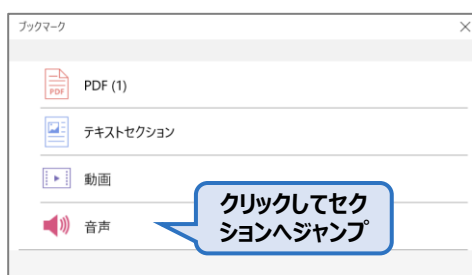 ブックマーク
PDF
PDF (1)
テキストセクション
動画
音声
クリックしてセク
ションへジャンプ